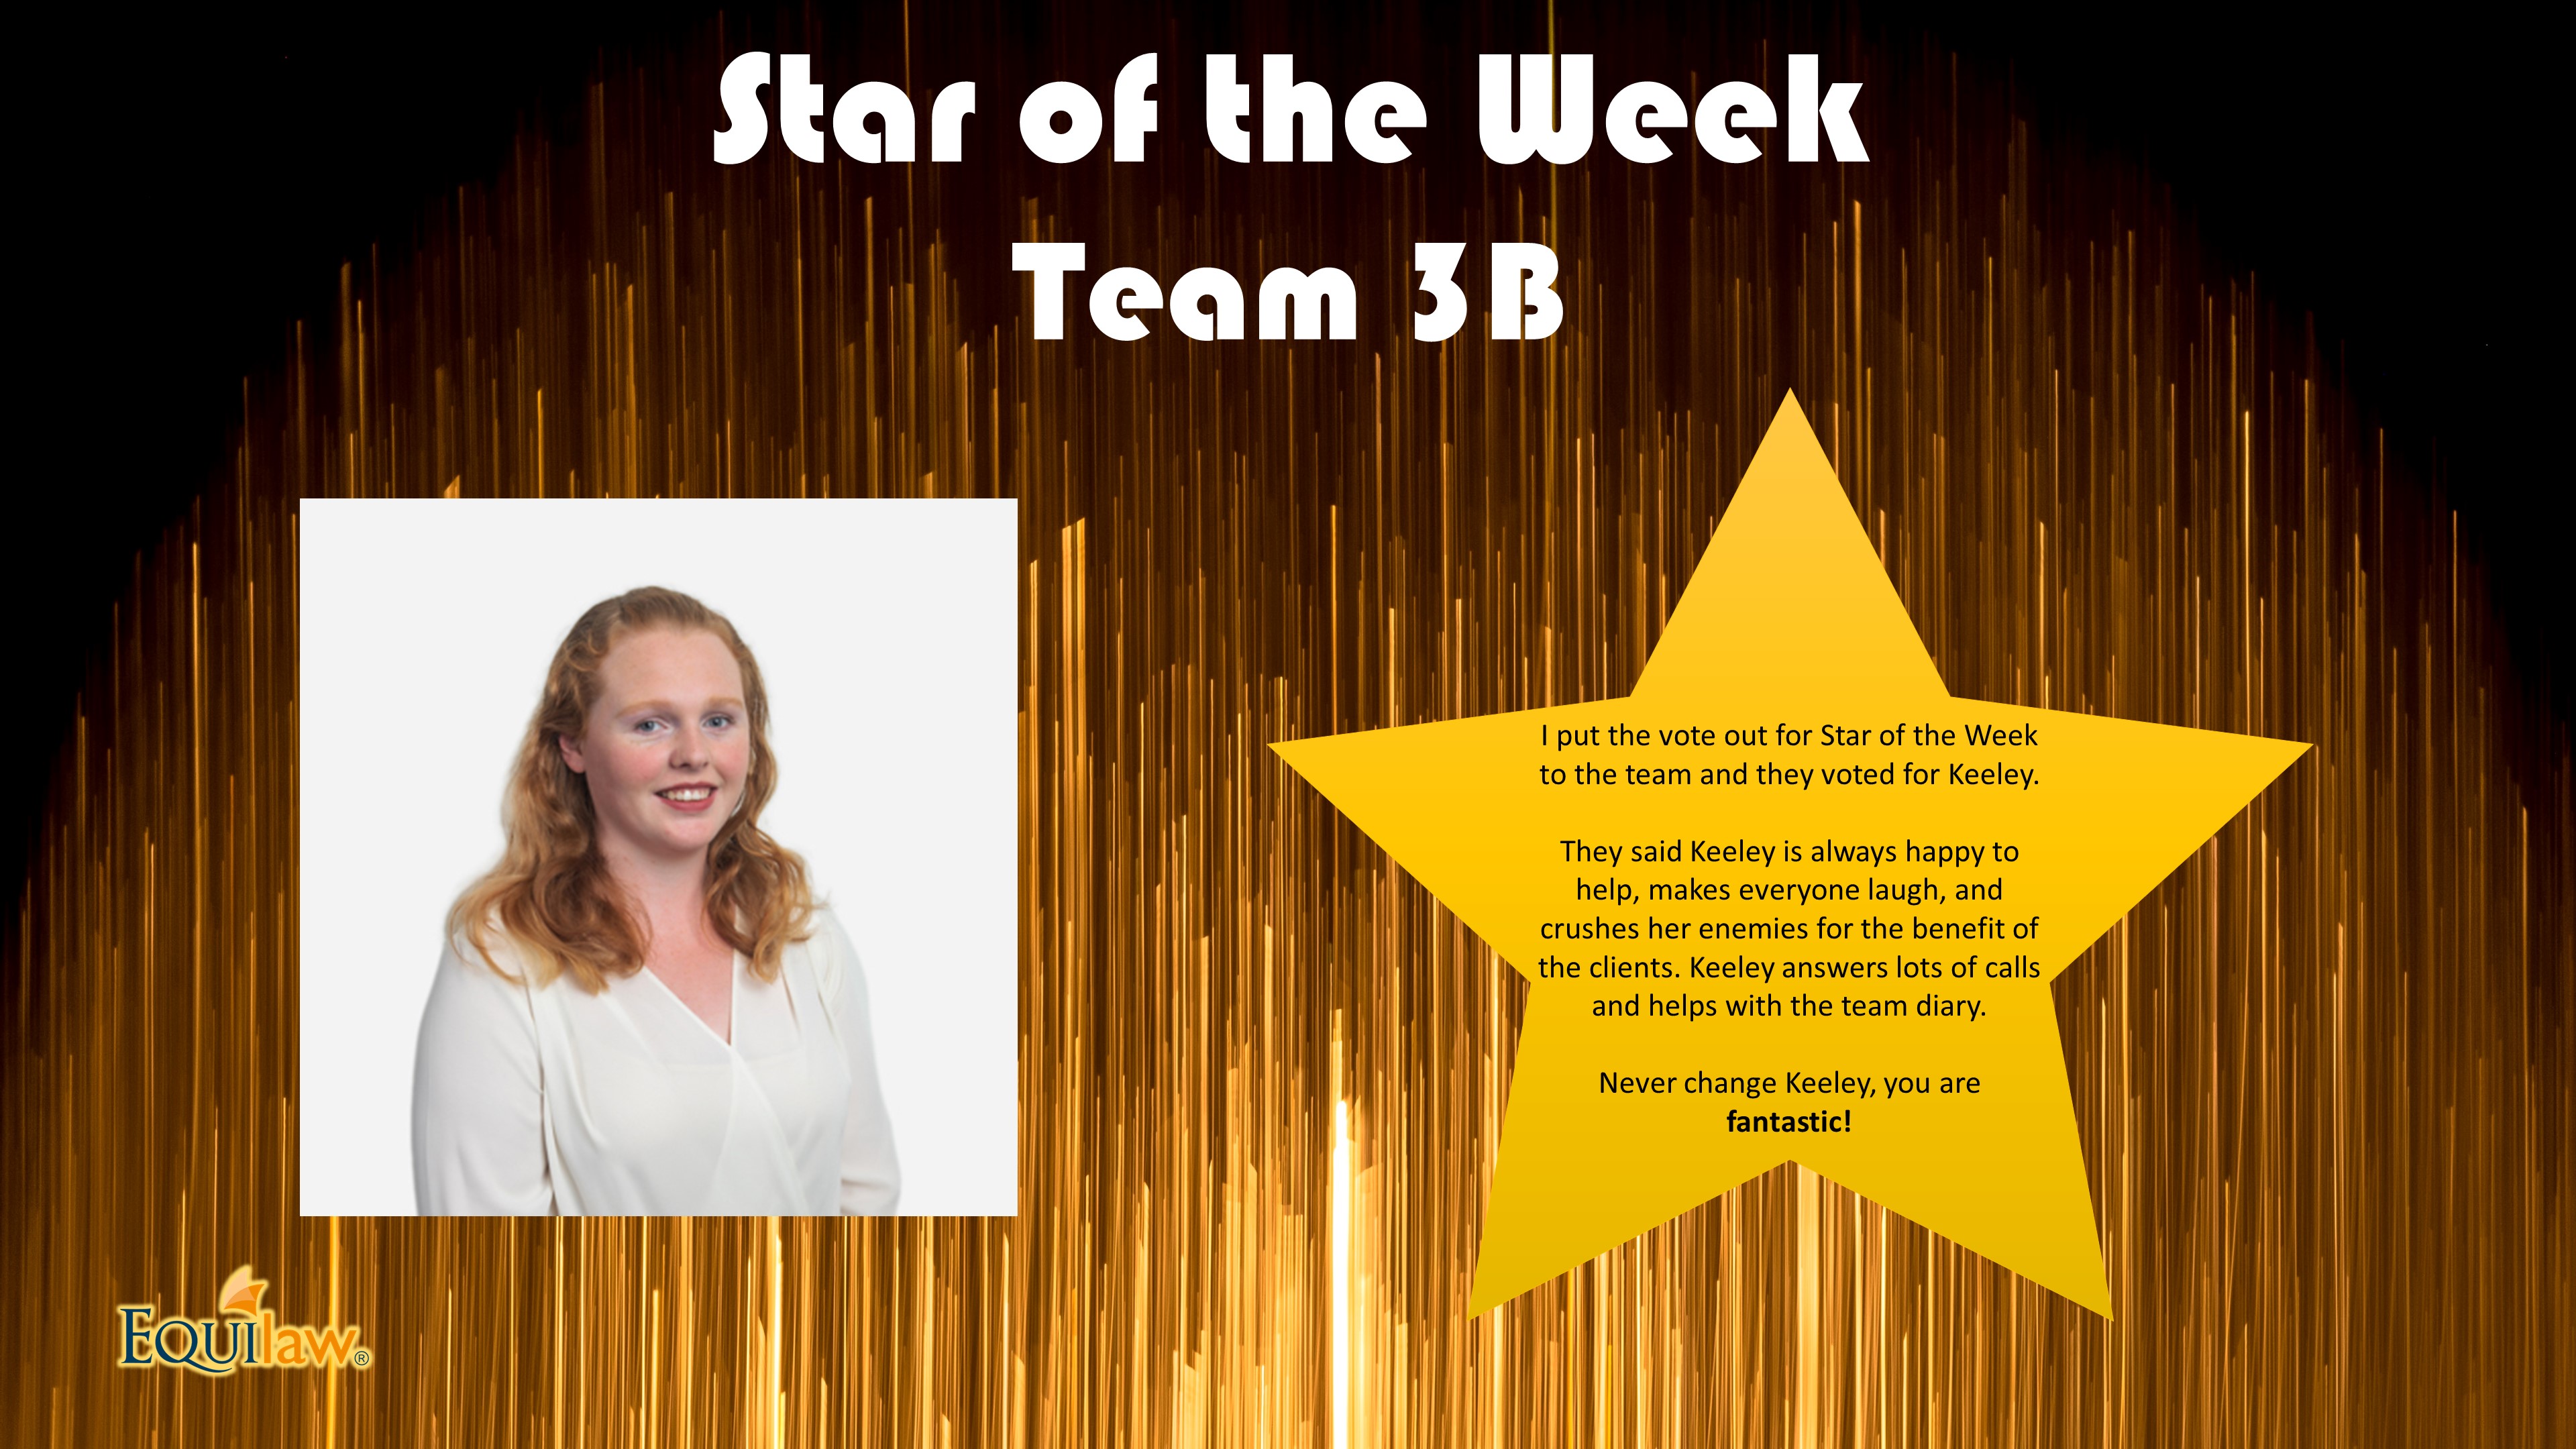 Star of the Week
Team 3B
I put the vote out for Star of the Week
to the team and they voted for Keeley.
They said Keeley is always happy to
help, makes everyone laugh, and
crushes her enemies for the benefit of
the clients. Keeley answers lots of calls
and helps with the team diary.
Never change Keeley, you are
fantastic!
EQUIlaw®